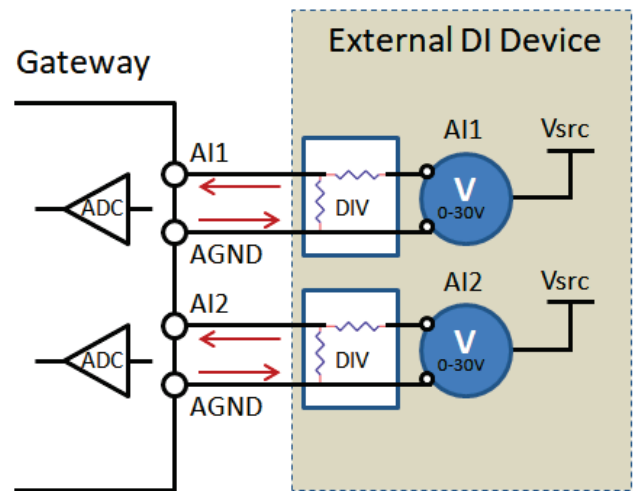 External DI Device
Gateway
AI1
AI1
Vsrc
ADC
DIV
V
0-30V
AGND
AI2
AI2
Vsrc
ADC
DIV
V
0-30V
AGND